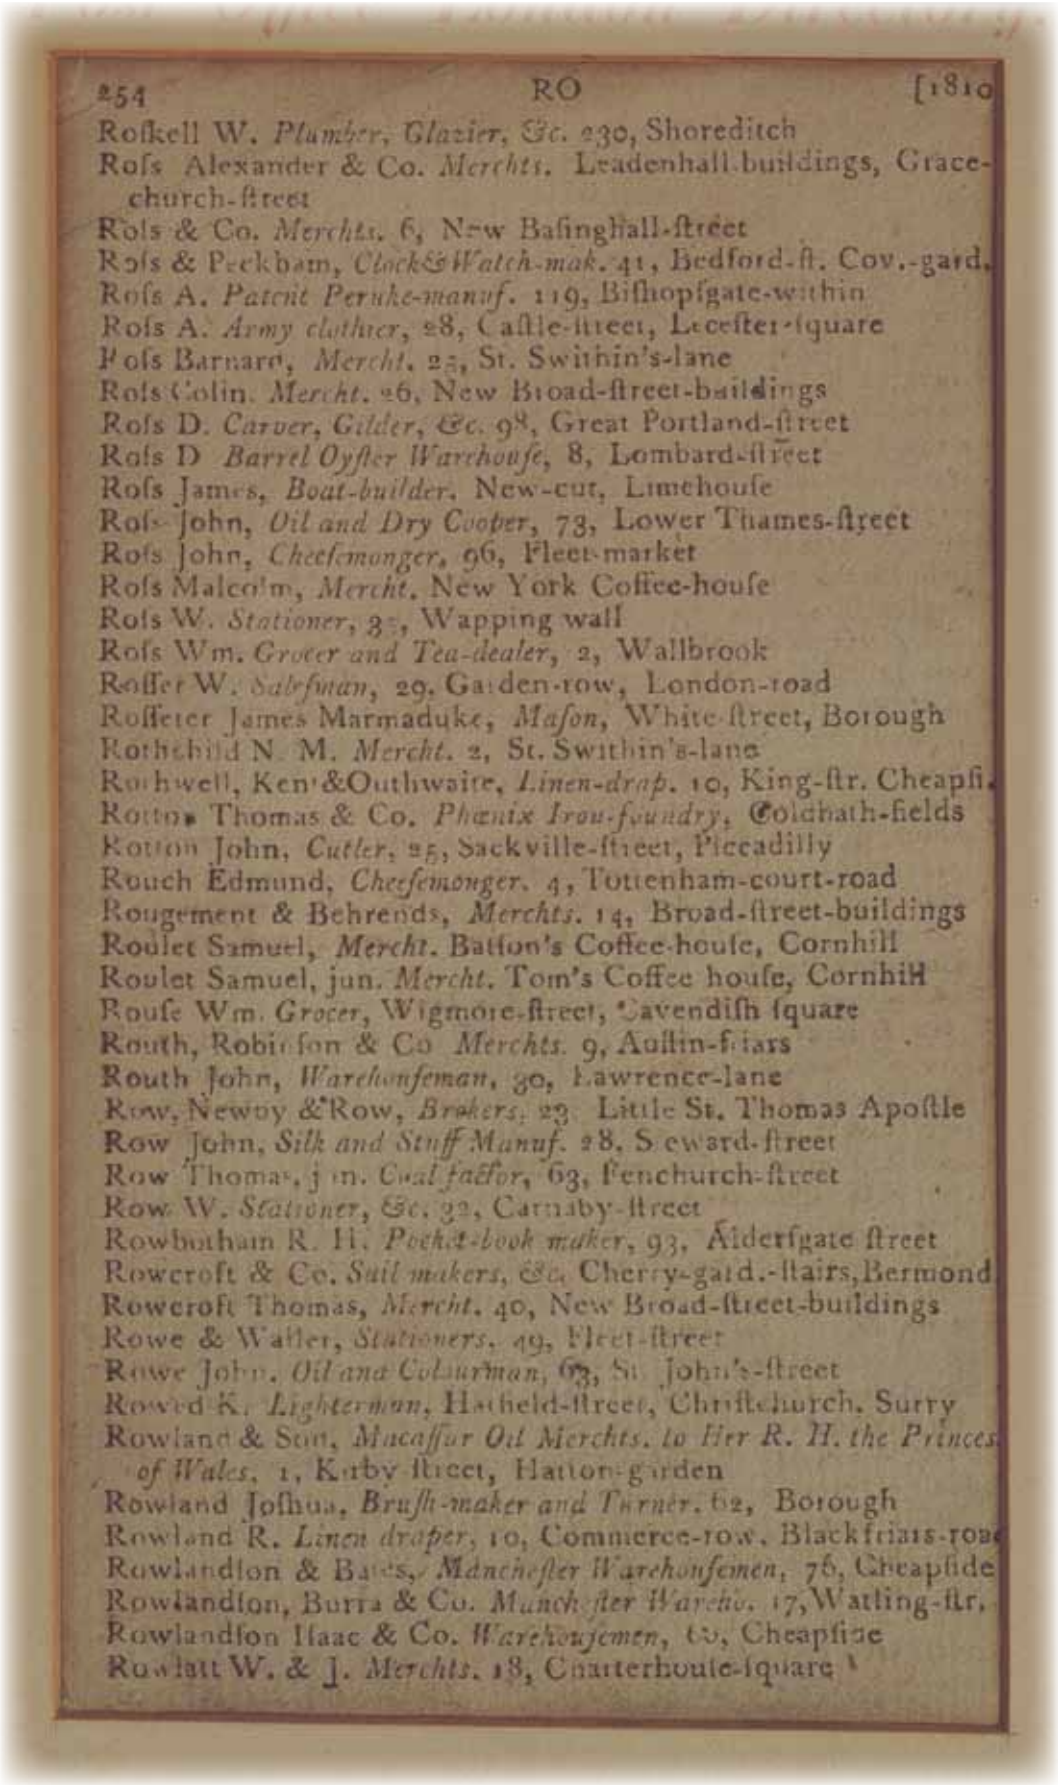 Post Office London Directory.
254 RO [1810
Roſkell W. Plumber, Glazier, &c. 230, Shoreditch
Roſs Alexander & Co. Merchts. Leadenhall-buildings, Grace-
church-ſtreet
Roſs & Co. Merchts. 6, New Baſinghall-ſtreet
Roſs & Peckham, Clock & Watch-mak. 41, Bedford-ſt. Cov.-gard.
Roſs A. Patent Peruke-manuf. 119, Biſhopſgate-within
Roſs A. Army clothier, 28, Caſtle-ſtreet, Leceſter-ſquare
Roſs Barnard, Mercht. 25, St. Swithin's-lane
Roſs Colin. Mercht. 26, New Broad-ſtreet-buildings
Roſs D. Carver, Gilder, &c. 98, Great Portland-ſtreet
Roſs D Barrel Oyſter Warehouſe, 8, Lombard-ſtreet
Roſs James, Boat-builder. New-cut, Limehouſe
Roſs John, Oil and Dry Cooper, 73, Lower Thames-ſtreet
Roſs John, Cheeſemonger, 96, Fleet-market
Roſs Malcolm, Mercht. New York Coffee-houſe
Roſs W. Stationer, Wapping wall
Roſs Wm. Grocer and Tea-dealer, 2, Wallbrook
Roſſer W. Saleſman, 29, Garden-row, London-road
Roſſeter James Marmaduke, Maſon, White-ſtreet, Borough
Rothchild N. M. Mercht. 2, St. Swithin's-lane
Rothwell, Kent & Outhwaite, Linen-drap. 10, King-ſtr. Cheapſi.
Rotton Thomas & Co. Phœnix Iron-foundry, Coldbath-fields
Rotton John, Cutler, 25, Sackville-ſtreet, Piccadilly
Rouch Edmund, Cheeſemonger. 4, Tottenham-court-road
Rougement & Behrends, Merchts. 14, Broad-ſtreet-buildings
Roulet Samuel, Mercht. Batſon's Coffee-houſe, Cornhill
Roulet Samuel, jun. Mercht. Tom's Coffee houſe, Cornhill
Rouſe Wm. Grocer, Wigmore-ſtreet, Cavendiſh ſquare
Routh, Robinſon & Co Merchts. 9, Auſtin-friars
Routh John, Warehouſeman, 30, Lawrence-lane
Row, Newby & Row, Brokers, 23, Little St. Thomas Apoſtle
Row John, Silk and Stuff Manuf. 28, Steward-ſtreet
Row Thomas, jun. Coal factor, 63, Fenchurch-ſtreet
Row W. Stationer, &c. 32, Carnaby-ſtreet
Rowbotham R. H. Pocket-book maker, 93, Alderſgate ſtreet
Rowcroft & Co. Sail makers, &c. Cherry-gard.-ſtairs, Bermond
Rowcroft Thomas, Mercht. 40, New Broad-ſtreet-buildings
Rowe & Waller, Stationers. 49, Fleet-ſtreet
Rowe John, Oil and Colourman, 63, St. John's-ſtreet
Rowed K. Lighterman, Hatfield-ſtreet, Chriſtchurch, Surry
Rowland & Son, Macaſſar Oil Merchts. to Her R. H. the Princes
of Wales. 1, Kirby ſtreet, Hatton-garden
Rowland Joſhua, Bruſh-maker and Turner. 62, Borough
Rowland R. Linen draper, 10, Commerce-row, Blackfriars-road
Rowlandſon & Bates, Mancheſter Warehouſemen, 76, Cheapſide
Rowlandſon, Burra & Co. Mancheſter Wareho. 17, Watling-ſtr.
Rowlandſon Iſaac & Co. Warehouſemen, Cheapſide
Rowlatt W. & J. Merchts. 18, Charterhouſe-ſquare